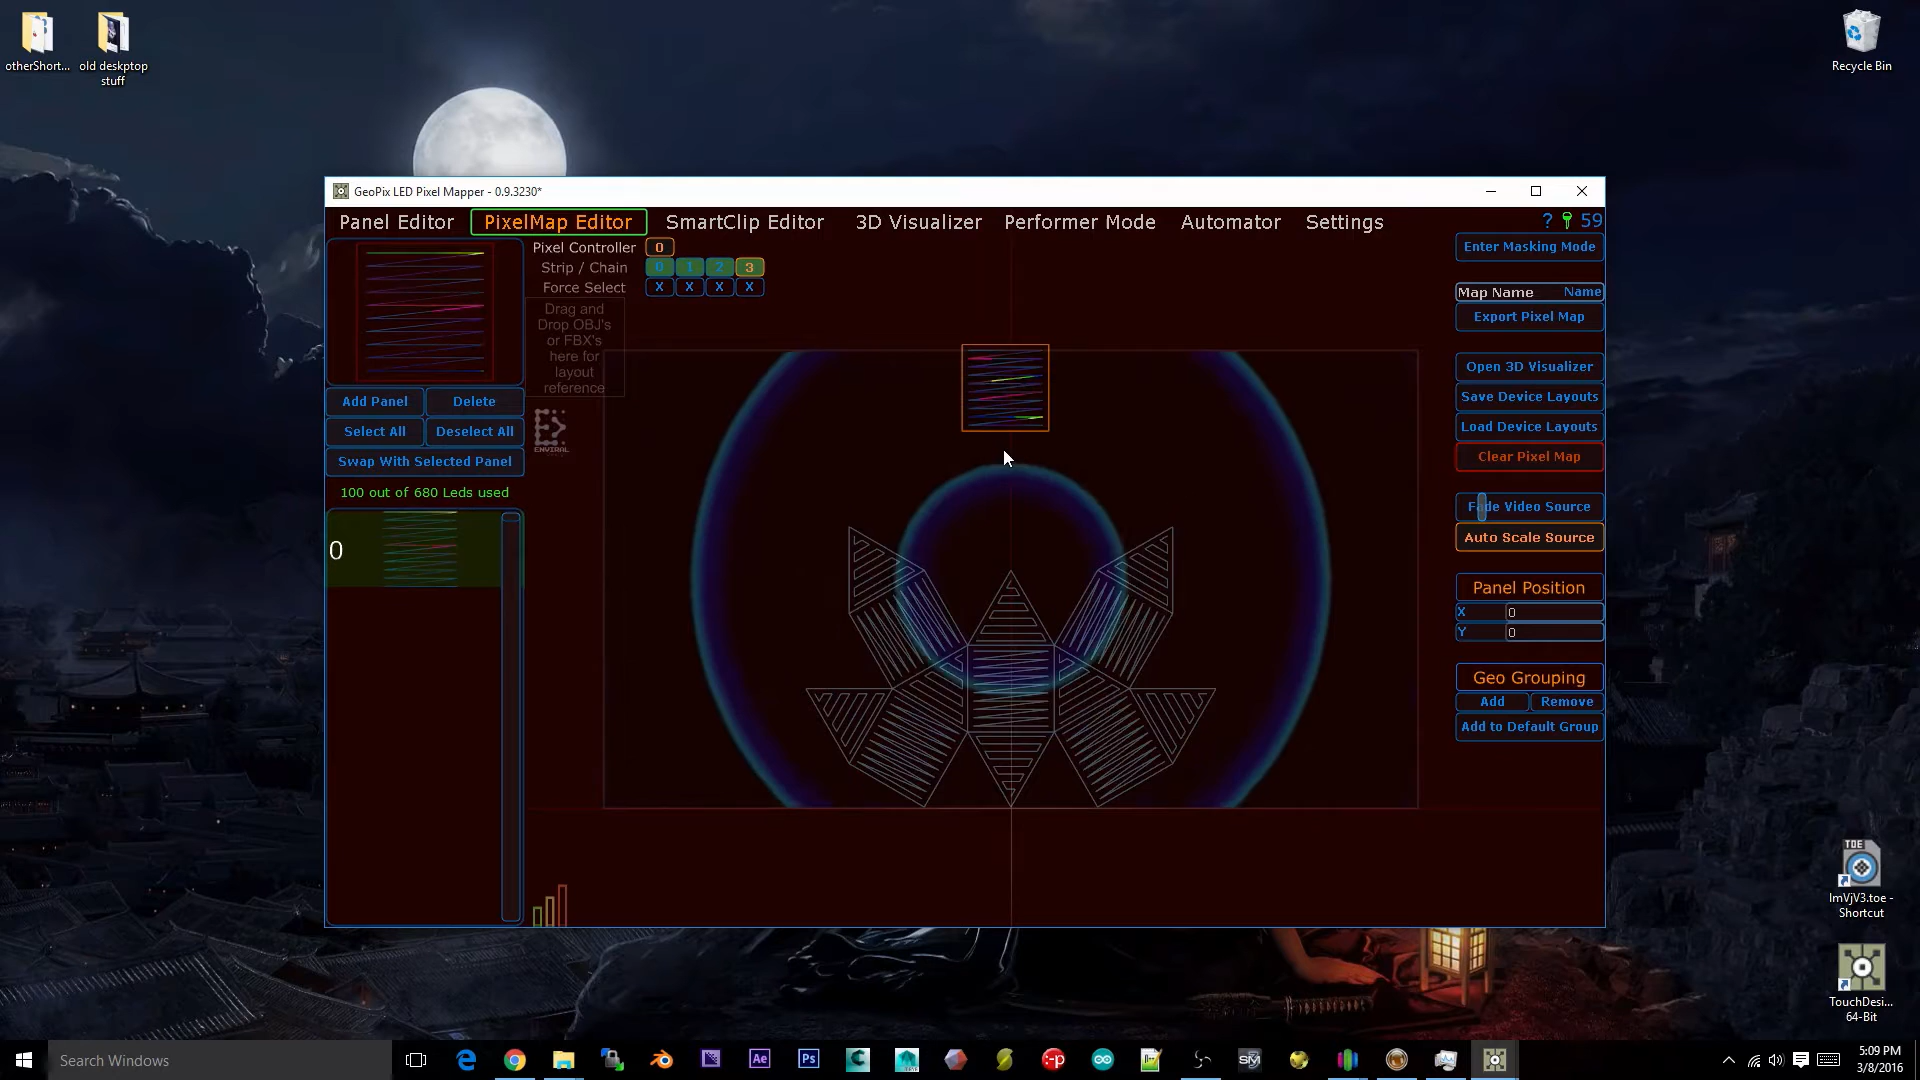 otherShort...
old deskptop
stuff
Recycle Bin
GeoPix LED Pixel Mapper - 0.9.3230*
Panel Editor
PixelMap Editor
SmartClip Editor
3D Visualizer
Performer Mode
Automator
Settings
? 59
Pixel Controller 0
Strip / Chain 0 1 2 3
Force Select X X X X
Drag and
Drop OBJ's
or FBX's
here for
layout
reference
ENVIRAL
Add Panel
Delete
Select All
Deselect All
Swap With Selected Panel
100 out of 680 Leds used
0
Enter Masking Mode
Map Name Name
Export Pixel Map
Open 3D Visualizer
Save Device Layouts
Load Device Layouts
Clear Pixel Map
Fade Video Source
Auto Scale Source
Panel Position
X 0
Y 0
Geo Grouping
Add
Remove
Add to Default Group
TOE
ImVjV3.toe -
Shortcut
TouchDesi...
64-Bit
Search Windows
Ae
Ps
:-p
SM
5:09 PM
3/8/2016